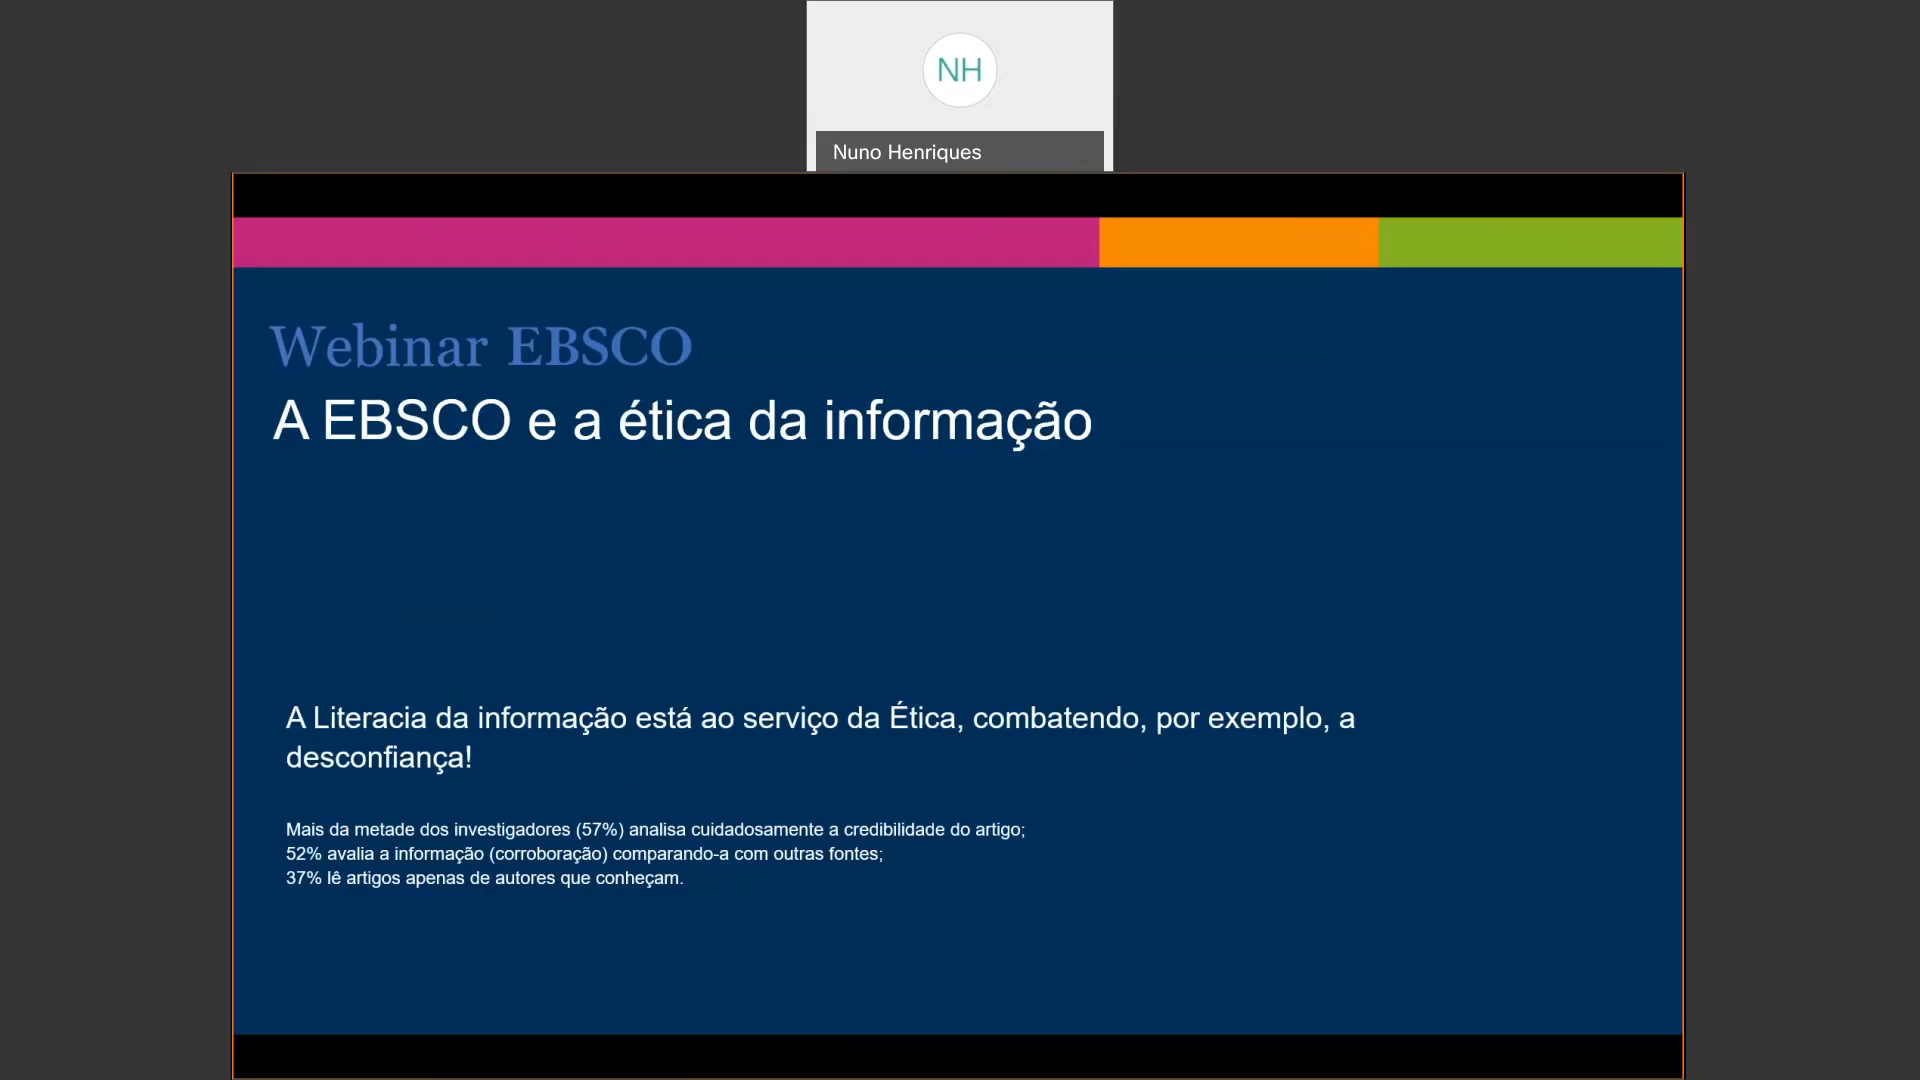 NH
Nuno Henriques
Webinar EBSCO
A EBSCO e a ética da informação
A Literacia da informação está ao serviço da Ética, combatendo, por exemplo, a
desconfiança!
Mais da metade dos investigadores (57%) analisa cuidadosamente a credibilidade do artigo;
52% avalia a informação (corroboração) comparando-a com outras fontes;
37% lê artigos apenas de autores que conheçam.